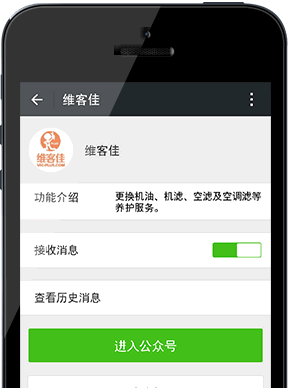 维客佳
维客佳
维客佳
功能介绍
更换机油、机滤、空滤及空调滤等
养护服务。
接收消息
查看历史消息
进入公众号